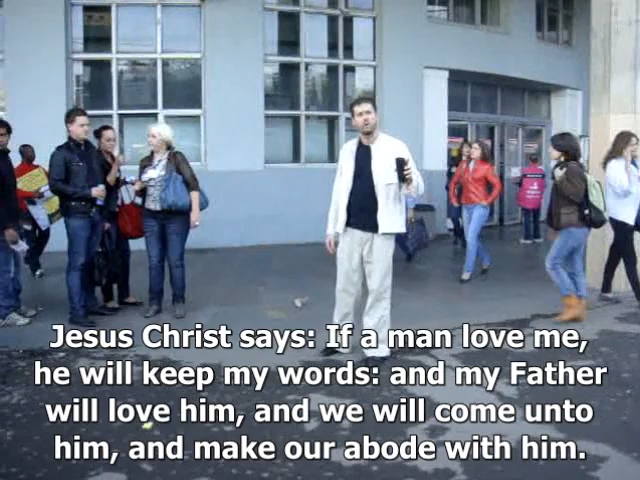 Jesus Christ says: If a man love me,
he will keep my words: and my Father
will love him, and we will come unto
him, and make our abode with him.